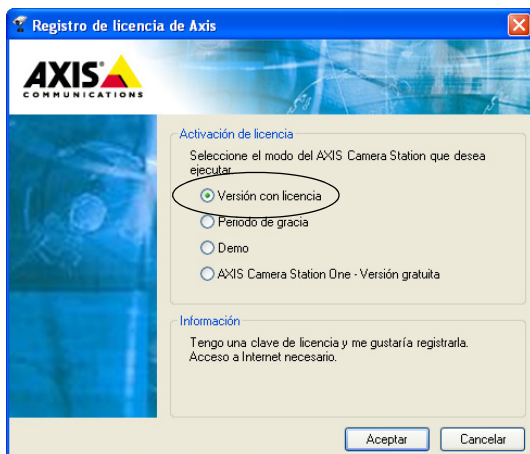 Registro de licencia de Axis
AXIS
COMMUNICATIONS
Activación de licencia
Seleccione el modo del AXIS Camera Station que desea
ejecutar.
Versión con licencia
Periodo de gracia
Demo
AXIS Camera Station One - Versión gratuita
Información
Tengo una clave de licencia y me gustaría registrarla.
Acceso a Internet necesario.
Aceptar
Cancelar